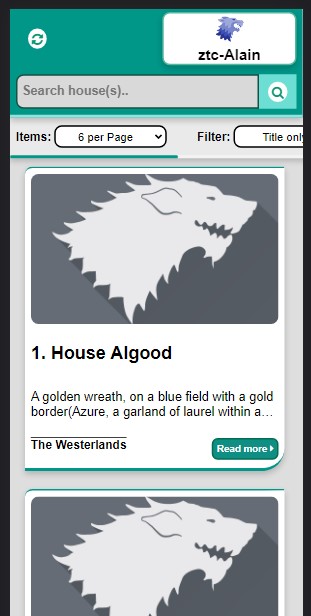 ztc-Alain
Search house(s)..
Items: 6 per Page Filter: Title only
1. House Algood
A golden wreath, on a blue field with a gold
border(Azure, a garland of laurel within a...
The Westerlands
Read more